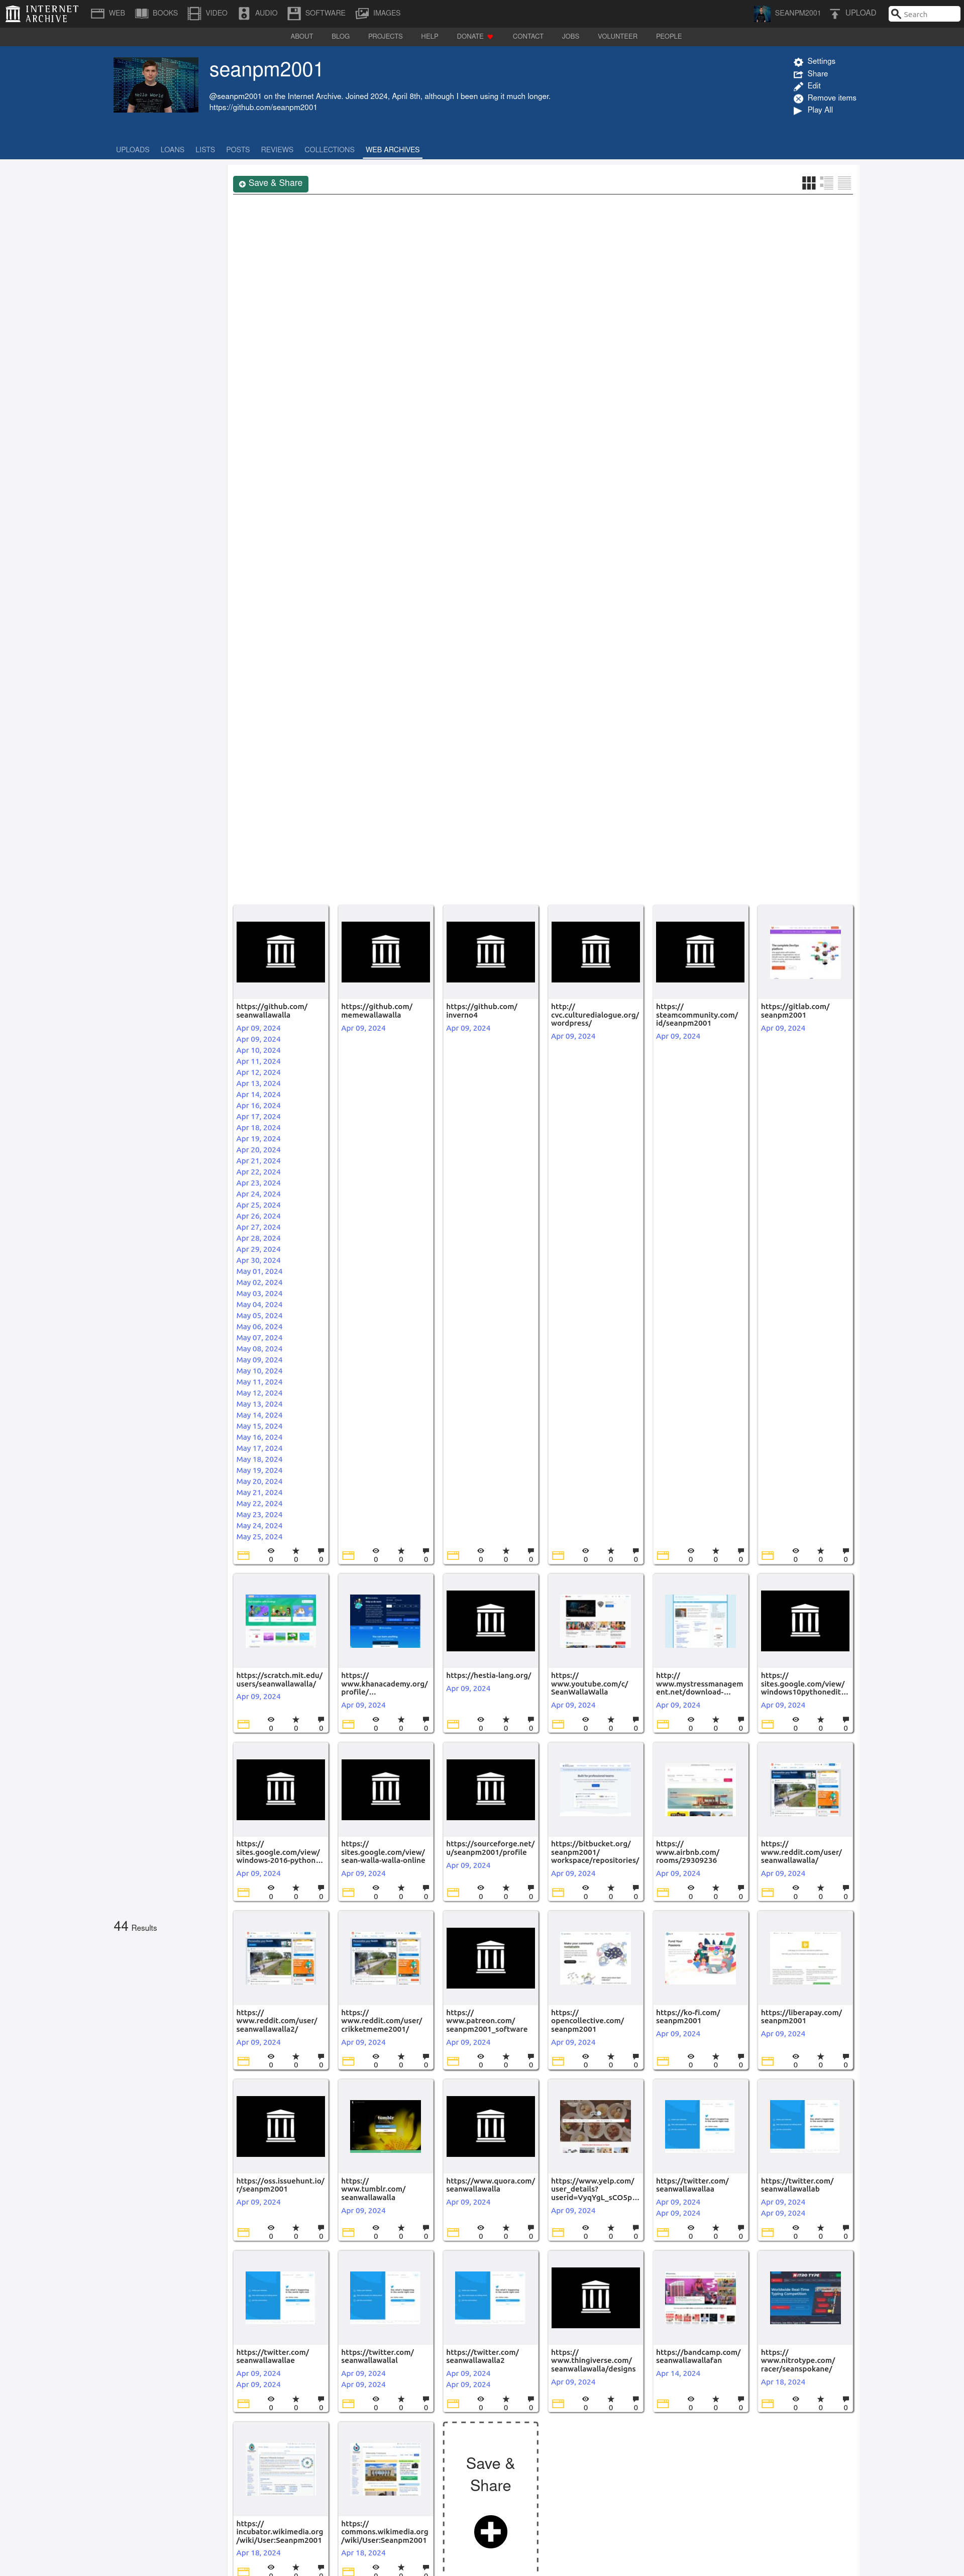 INTERNET ARCHIVE
WEB
BOOKS
VIDEO
AUDIO
SOFTWARE
IMAGES
SEANPM2001
UPLOAD
Search
ABOUT
BLOG
PROJECTS
HELP
DONATE
CONTACT
JOBS
VOLUNTEER
PEOPLE
Hello World
seanpm2001
@seanpm2001 on the Internet Archive. Joined 2024, April 8th, although I been using it much longer.
https://github.com/seanpm2001
Settings
Share
Edit
Remove items
Play All
UPLOADS
LOANS
LISTS
POSTS
REVIEWS
COLLECTIONS
WEB ARCHIVES
Save & Share
44 Results
https://github.com/
seanwallawalla
Apr 09, 2024
Apr 09, 2024
Apr 10, 2024
Apr 11, 2024
Apr 12, 2024
Apr 13, 2024
Apr 14, 2024
Apr 16, 2024
Apr 17, 2024
Apr 18, 2024
Apr 19, 2024
Apr 20, 2024
Apr 21, 2024
Apr 22, 2024
Apr 23, 2024
Apr 24, 2024
Apr 25, 2024
Apr 26, 2024
Apr 27, 2024
Apr 28, 2024
Apr 29, 2024
Apr 30, 2024
May 01, 2024
May 02, 2024
May 03, 2024
May 04, 2024
May 05, 2024
May 06, 2024
May 07, 2024
May 08, 2024
May 09, 2024
May 10, 2024
May 11, 2024
May 12, 2024
May 13, 2024
May 14, 2024
May 15, 2024
May 16, 2024
May 17, 2024
May 18, 2024
May 19, 2024
May 20, 2024
May 21, 2024
May 22, 2024
May 23, 2024
May 24, 2024
May 25, 2024
0 0 0
https://github.com/
memewallawalla
Apr 09, 2024
0 0 0
https://github.com/
inverno4
Apr 09, 2024
0 0 0
http://
cvc.culturedialogue.org/
wordpress/
Apr 09, 2024
0 0 0
https://
steamcommunity.com/
id/seanpm2001
Apr 09, 2024
0 0 0
https://gitlab.com/
seanpm2001
Apr 09, 2024
0 0 0
https://scratch.mit.edu/
users/seanwallawalla/
Apr 09, 2024
0 0 0
https://
www.khanacademy.org/
profile/...
Apr 09, 2024
0 0 0
https://hestia-lang.org/
Apr 09, 2024
0 0 0
https://
www.youtube.com/c/
SeanWallaWalla
Apr 09, 2024
0 0 0
http://
www.mystressmanagem
ent.net/download-...
Apr 09, 2024
0 0 0
https://
sites.google.com/view/
windows10pythonedit...
Apr 09, 2024
0 0 0
https://
sites.google.com/view/
windows-2016-python...
Apr 09, 2024
0 0 0
https://
sites.google.com/view/
sean-walla-walla-online
Apr 09, 2024
0 0 0
https://sourceforge.net/
u/seanpm2001/profile
Apr 09, 2024
0 0 0
https://bitbucket.org/
seanpm2001/
workspace/repositories/
Apr 09, 2024
0 0 0
https://
www.airbnb.com/
rooms/29309236
Apr 09, 2024
0 0 0
https://
www.reddit.com/user/
seanwallawalla/
Apr 09, 2024
0 0 0
https://
www.reddit.com/user/
seanwallawalla2/
Apr 09, 2024
0 0 0
https://
www.reddit.com/user/
crikketmeme2001/
Apr 09, 2024
0 0 0
https://
www.patreon.com/
seanpm2001_software
Apr 09, 2024
0 0 0
https://
opencollective.com/
seanpm2001
Apr 09, 2024
0 0 0
https://ko-fi.com/
seanpm2001
Apr 09, 2024
0 0 0
https://liberapay.com/
seanpm2001
Apr 09, 2024
0 0 0
https://oss.issuehunt.io/
r/seanpm2001
Apr 09, 2024
0 0 0
https://
www.tumblr.com/
seanwallawalla
Apr 09, 2024
0 0 0
https://www.quora.com/
seanwallawalla
Apr 09, 2024
0 0 0
https://www.yelp.com/
user_details?
userid=VyqYgL_sCO5p...
Apr 09, 2024
0 0 0
https://twitter.com/
seanwallawallaa
Apr 09, 2024
Apr 09, 2024
0 0 0
https://twitter.com/
seanwallawallab
Apr 09, 2024
Apr 09, 2024
0 0 0
https://twitter.com/
seanwallawallae
Apr 09, 2024
Apr 09, 2024
0 0 0
https://twitter.com/
seanwallawallal
Apr 09, 2024
Apr 09, 2024
0 0 0
https://twitter.com/
seanwallawalla2
Apr 09, 2024
Apr 09, 2024
0 0 0
https://
www.thingiverse.com/
seanwallawalla/designs
Apr 09, 2024
0 0 0
https://bandcamp.com/
seanwallawallafan
Apr 14, 2024
0 0 0
https://
www.nitrotype.com/
racer/seanspokane/
Apr 18, 2024
0 0 0
https://
incubator.wikimedia.org
/wiki/User:Seanpm2001
Apr 18, 2024
https://
commons.wikimedia.org
/wiki/User:Seanpm2001
Apr 18, 2024
Save &
Share